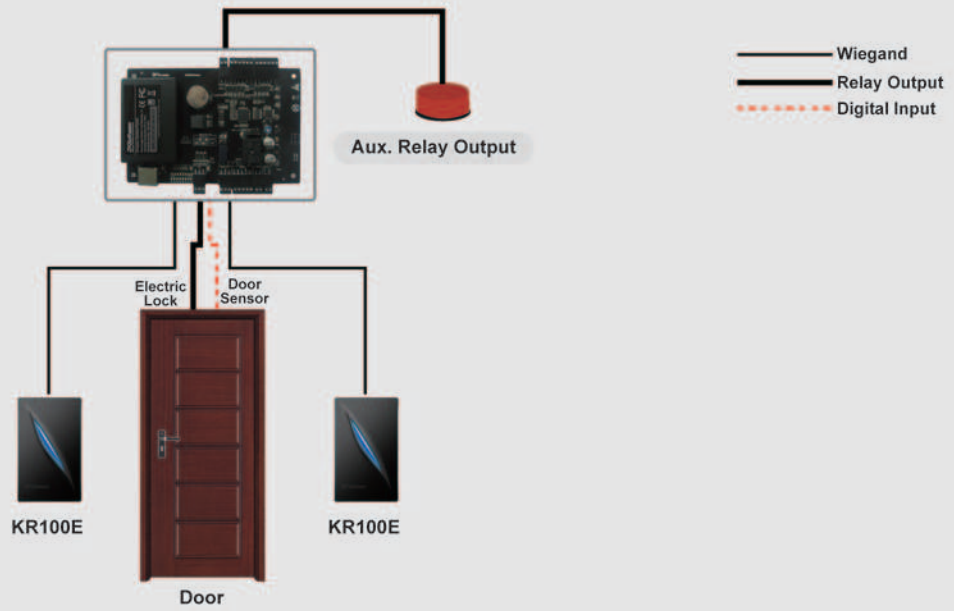 Wiegand
Relay Output
Digital Input
Aux. Relay Output
Electric
Lock
Door
Sensor
KR100E
KR100E
Door